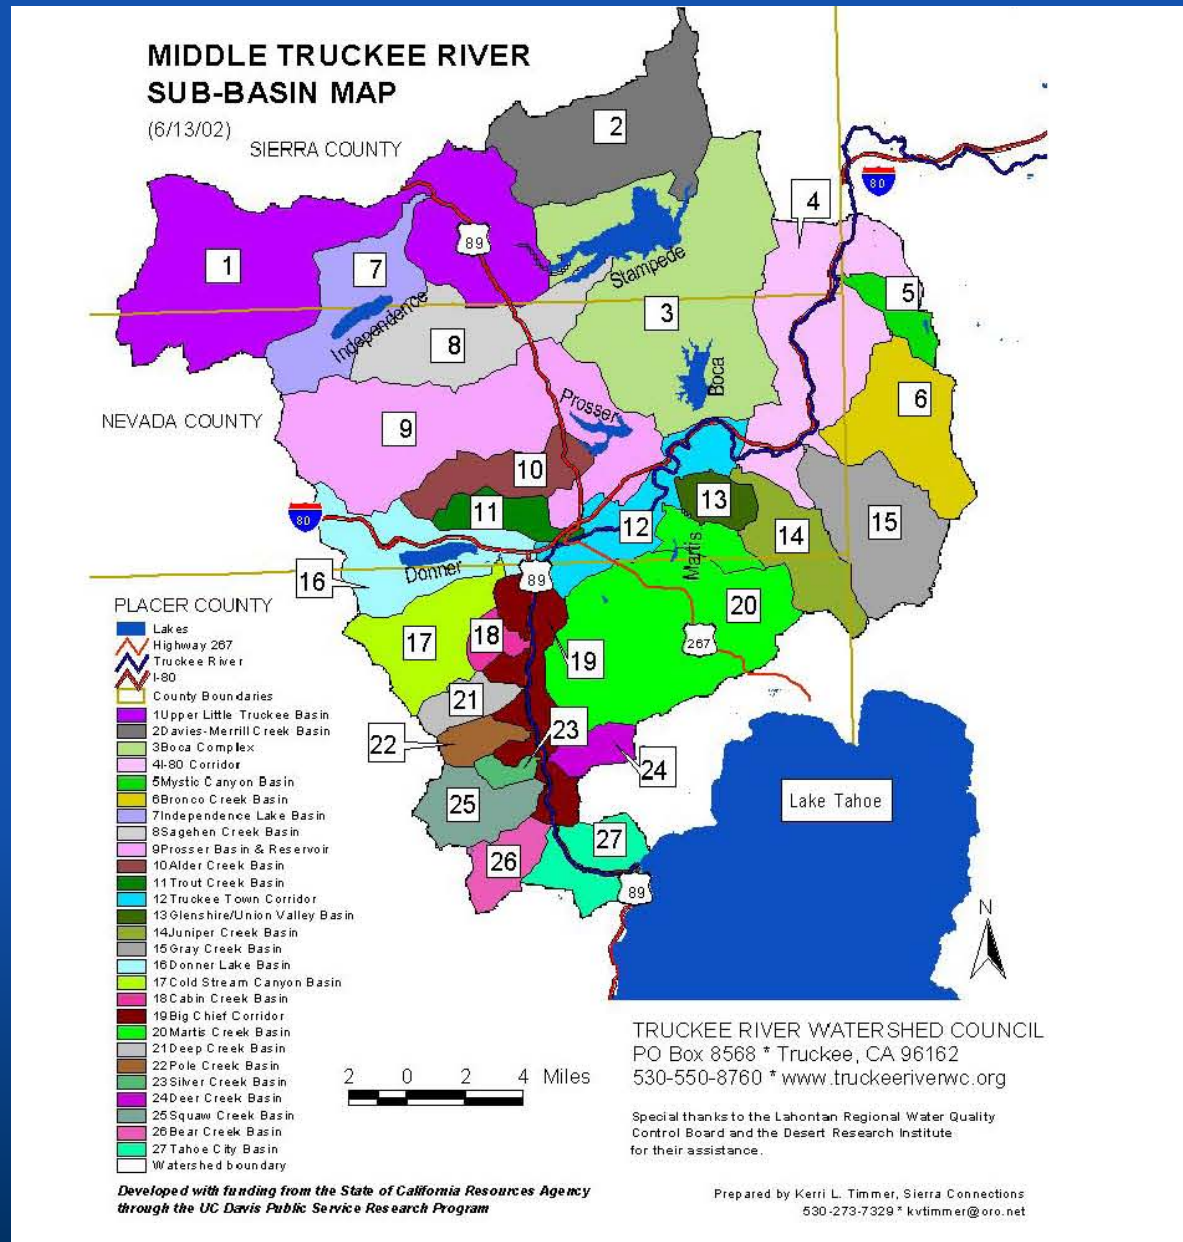 MIDDLE TRUCKEE RIVER
SUB-BASIN MAP
(6/13/02)
SIERRA COUNTY
2
80
4
89
1
7
Stampede
5
Independence
3
8
Boca
6
NEVADA COUNTY
9
Prosser
10
80
11
12
13
14
15
Donner
Martis
16
89
20
PLACER COUNTY
17
18
19
267
21
22
23
24
25
27
26
89
Lake Tahoe
Lakes
Highway 267
Truckee River
I-80
County Boundaries
1Upper Little Truckee Basin
2Davies-Merrill Creek Basin
3Boca Complex
4I-80 Corridor
5Mystic Canyon Basin
6Bronco Creek Basin
7Independence Lake Basin
8Sagehen Creek Basin
9Prosser Basin & Reservoir
10Alder Creek Basin
11Trout Creek Basin
12Truckee Town Corridor
13Glenshire/Union Valley Basin
14Juniper Creek Basin
15Gray Creek Basin
16Donner Lake Basin
17Cold Stream Canyon Basin
18Cabin Creek Basin
19Big Chief Corridor
20Martis Creek Basin
21Deep Creek Basin
22Pole Creek Basin
23Silver Creek Basin
24Deer Creek Basin
25Squaw Creek Basin
26Bear Creek Basin
27Tahoe City Basin
Watershed boundary
2 0 2 4 Miles
N
TRUCKEE RIVER WATERSHED COUNCIL
PO Box 8568 * Truckee, CA 96162
530-550-8760 * www.truckeeriverwc.org
Special thanks to the Lahontan Regional Water Quality
Control Board and the Desert Research Institute
for their assistance.
Developed with funding from the State of California Resources Agency
through the UC Davis Public Service Research Program
Prepared by Kerri L. Timmer, Sierra Connections
530-273-7329 * kvtimmer@oro.net